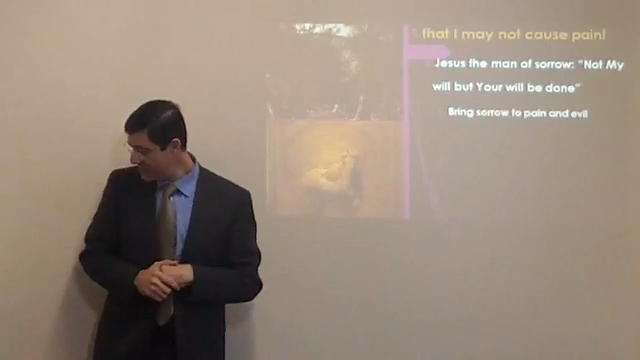 that I may not cause pain!
Jesus the man of sorrow: “Not My
will but Your will be done”
Bring sorrow to pain and evil